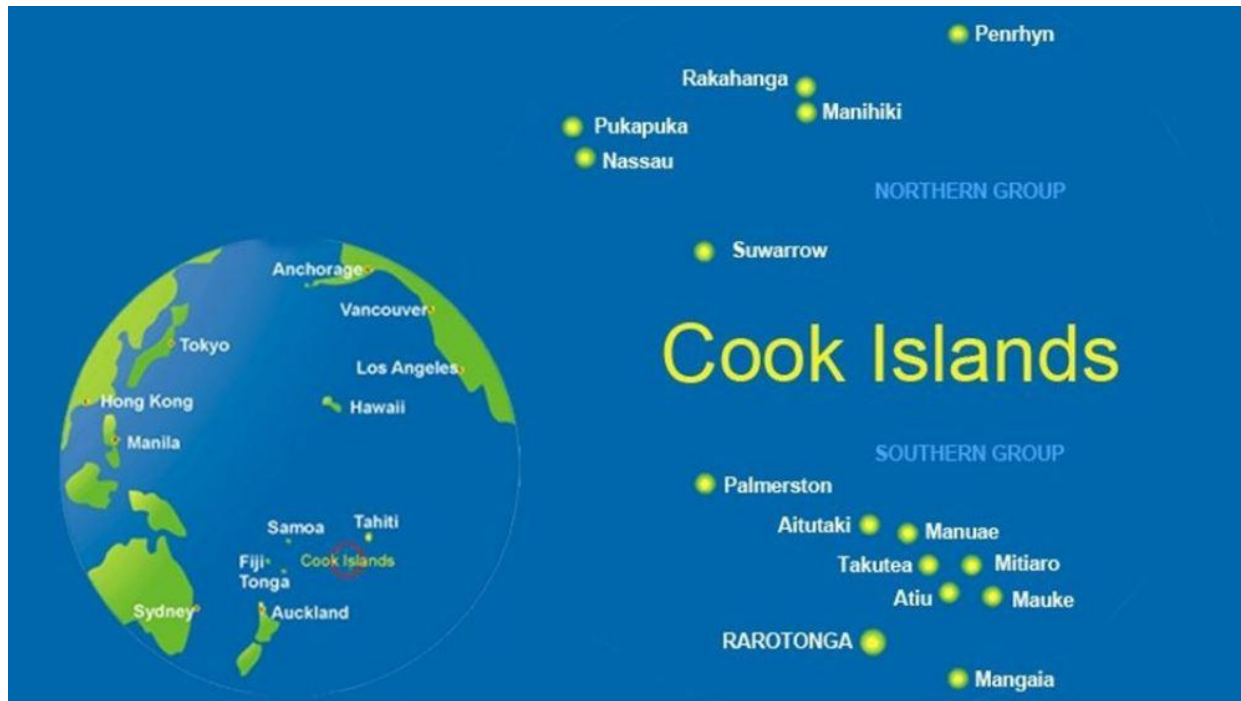 Penrhyn
Rakahanga
Manihiki
Pukapuka
Nassau
NORTHERN GROUP
Suwarrow
Cook Islands
SOUTHERN GROUP
Palmerston
Aitutaki
Manuae
Takutea
Mitiaro
Atiu
Mauke
RAROTONGA
Mangaia
Anchorage
Vancouver
Tokyo
Los Angeles
Hong Kong
Hawaii
Manila
Samoa
Tahiti
Fiji
Cook Islands
Tonga
Sydney
Auckland